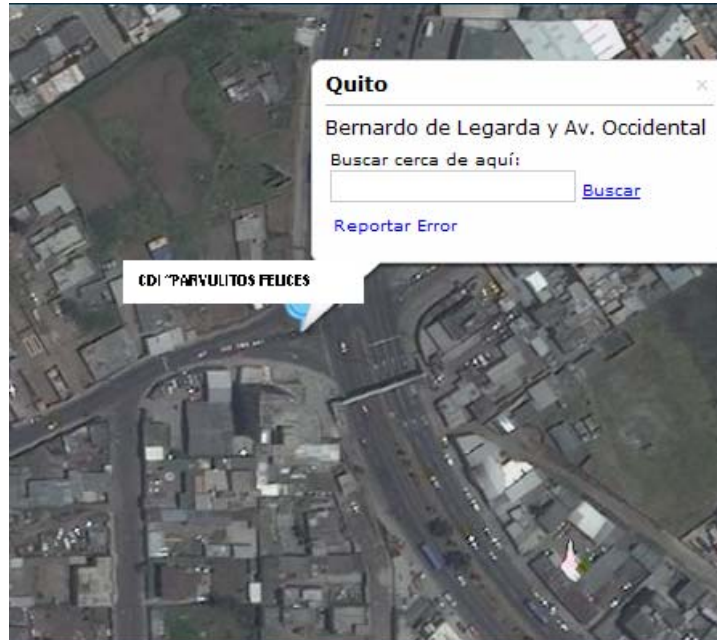 Quito
Bernardo de Legarda y Av. Occidental
Buscar cerca de aquí:
Buscar
Reportar Error
CDI "PARVULITOS FELICES